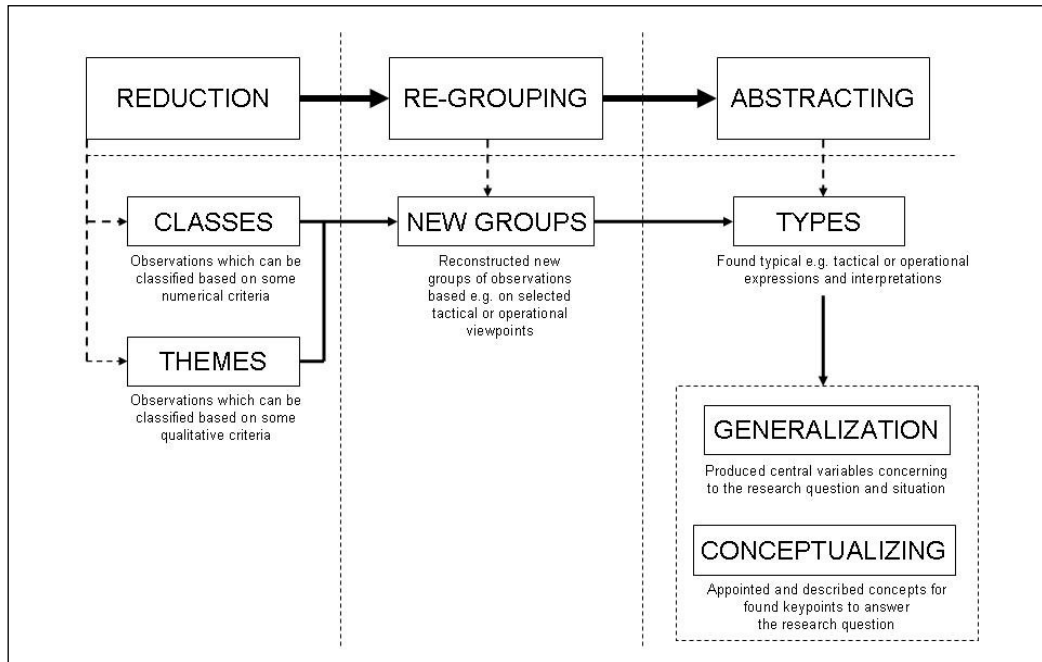 REDUCTION
RE-GROUPING
ABSTRACTING
CLASSES
Observations which can be
classified based on some
numerical criteria
THEMES
Observations which can be
classified based on some
qualitative criteria
NEW GROUPS
Reconstructed new
groups of observations
based e.g. on selected
tactical or operational
viewpoints
TYPES
Found typical e.g. tactical or operational
expressions and interpretations
GENERALIZATION
Produced central variables concerning
to the research question and situation
CONCEPTUALIZING
Appointed and described concepts for
found keypoints to answer
the research question